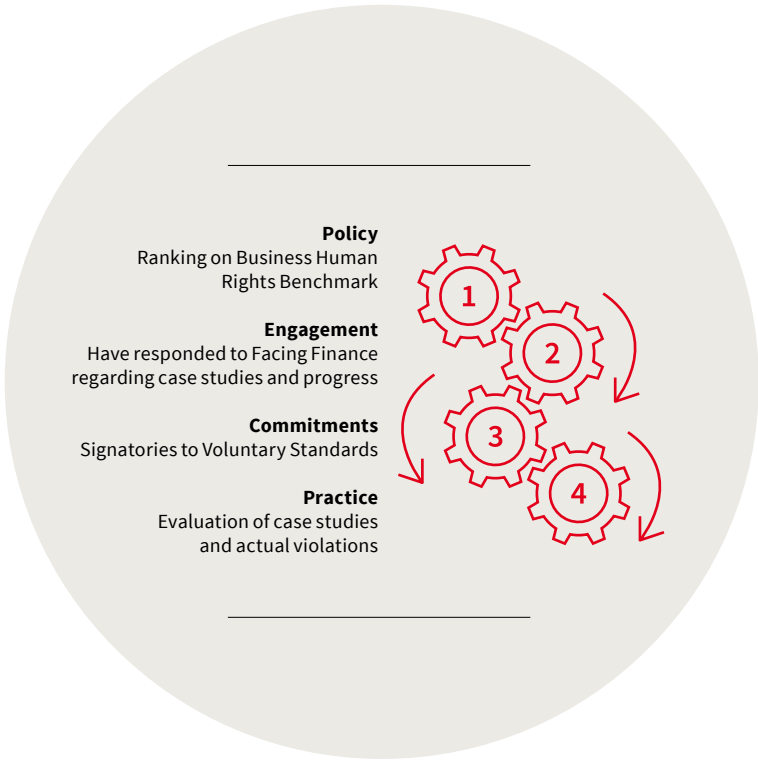 Policy
Ranking on Business Human
Rights Benchmark
Engagement
Have responded to Facing Finance
regarding case studies and progress
Commitments
Signatories to Voluntary Standards
Practice
Evaluation of case studies
and actual violations
1
2
3
4